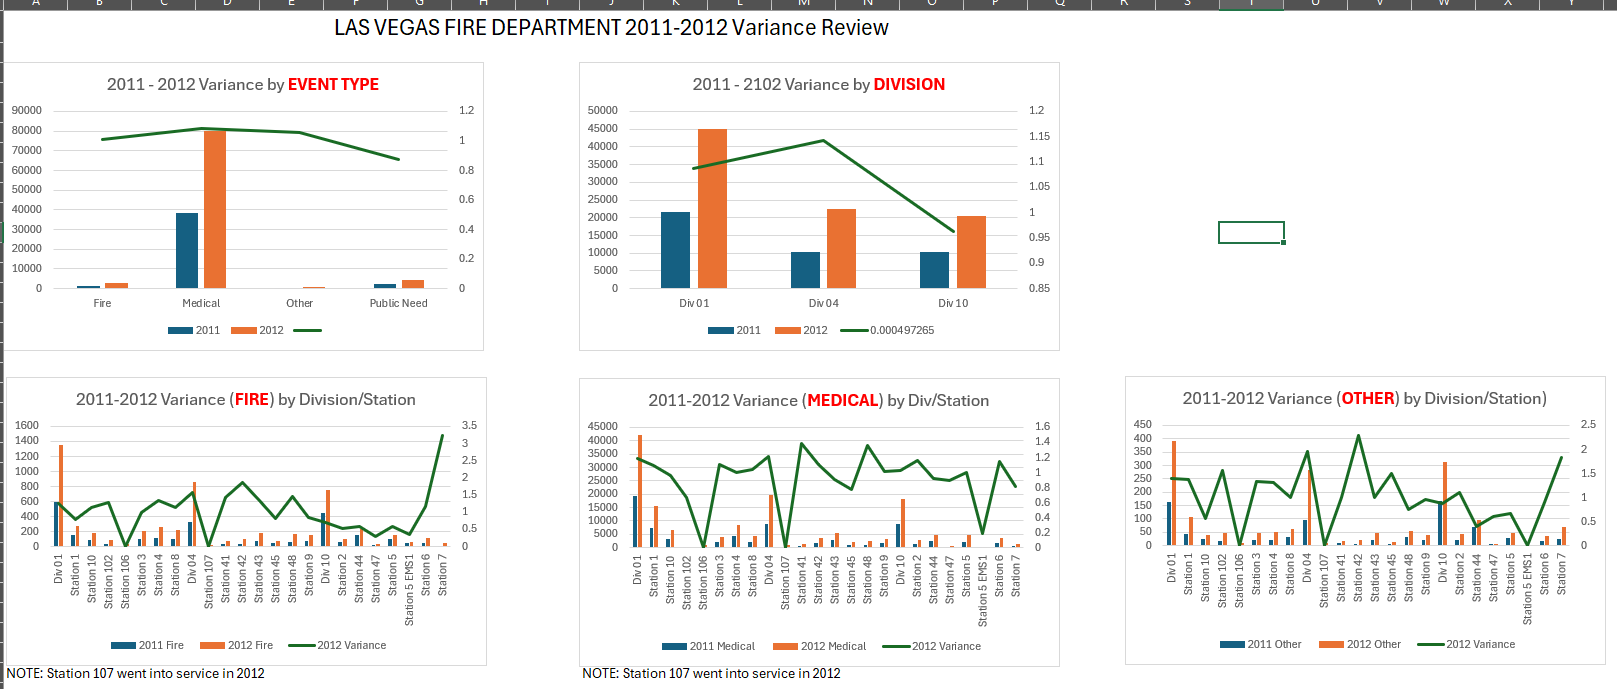 A B C D E F G H I J K L M N O P Q R S T U V W X Y
LAS VEGAS FIRE DEPARTMENT 2011-2012 Variance Review
2011 - 2012 Variance by EVENT TYPE
90000
80000
70000
60000
50000
40000
30000
20000
10000
0
1.2
1
0.8
0.6
0.4
0.2
0
Fire Medical Other Public Need
2011 2012
2011 - 2102 Variance by DIVISION
50000
45000
40000
35000
30000
25000
20000
15000
10000
5000
0
1.2
1.15
1.1
1.05
1
0.95
0.9
0.85
Div 01 Div 04 Div 10
2011 2012 0.000497265
2011-2012 Variance (FIRE) by Division/Station
1600
1400
1200
1000
800
600
400
200
0
3.5
3
2.5
2
1.5
1
0.5
0
Div 01
Station 1
Station 10
Station 102
Station 106
Station 3
Station 4
Station 8
Div 04
Station 107
Station 41
Station 42
Station 43
Station 45
Station 48
Station 9
Div 10
Station 2
Station 44
Station 47
Station 5
Station 5 EMS1
Station 6
Station 7
2011 Fire 2012 Fire 2012 Variance
NOTE: Station 107 went into service in 2012
2011-2012 Variance (MEDICAL) by Div/Station
45000
40000
35000
30000
25000
20000
15000
10000
5000
0
1.6
1.4
1.2
1
0.8
0.6
0.4
0.2
0
Div 01
Station 1
Station 10
Station 102
Station 106
Station 3
Station 4
Station 8
Div 04
Station 107
Station 41
Station 42
Station 43
Station 45
Station 48
Station 9
Div 10
Station 2
Station 44
Station 47
Station 5
Station 5 EMS1
Station 6
Station 7
2011 Medical 2012 Medical 2012 Variance
NOTE: Station 107 went into service in 2012
2011-2012 Variance (OTHER) by Division/Station)
450
400
350
300
250
200
150
100
50
0
2.5
2
1.5
1
0.5
0
Div 01
Station 1
Station 10
Station 102
Station 106
Station 3
Station 4
Station 8
Div 04
Station 107
Station 41
Station 42
Station 43
Station 45
Station 48
Station 9
Div 10
Station 2
Station 44
Station 47
Station 5
Station 5 EMS1
Station 6
Station 7
2011 Other 2012 Other 2012 Variance